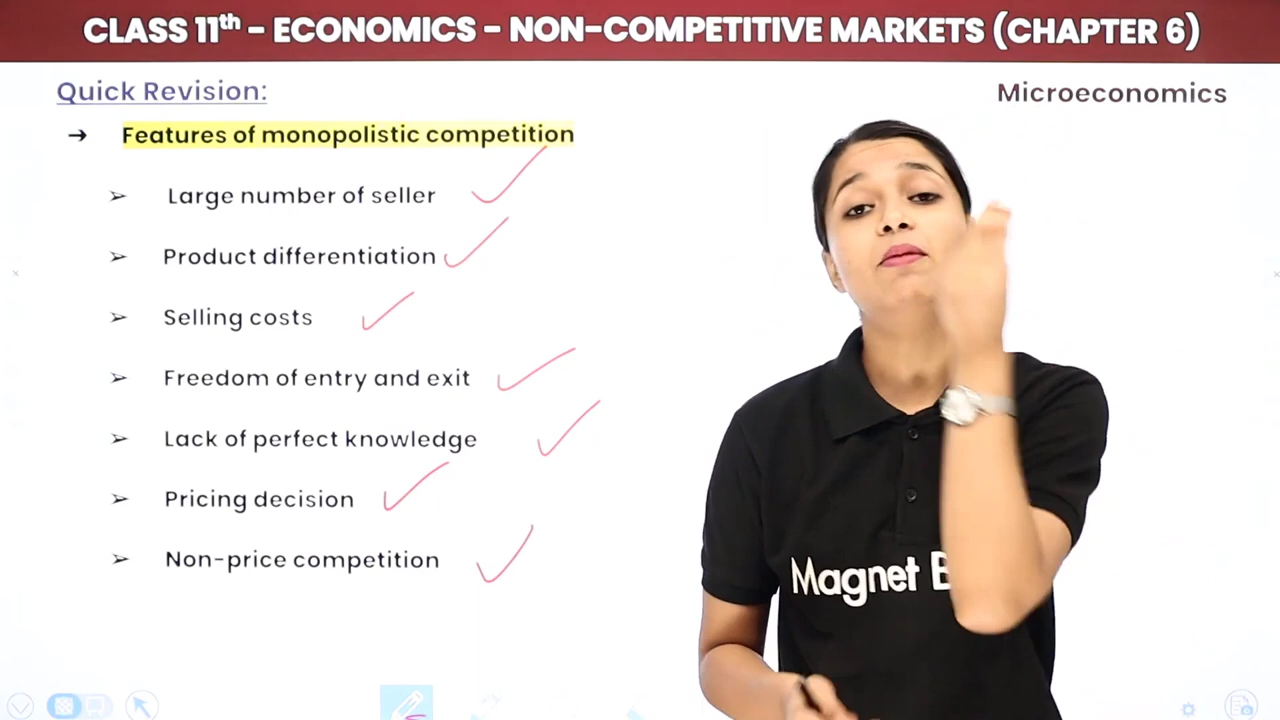 CLASS 11th - ECONOMICS - NON-COMPETITIVE MARKETS (CHAPTER 6)
Quick Revision:
Microeconomics
→ Features of monopolistic competition
➢ Large number of seller
➢ Product differentiation
➢ Selling costs
➢ Freedom of entry and exit
➢ Lack of perfect knowledge
➢ Pricing decision
➢ Non-price competition
Magnet